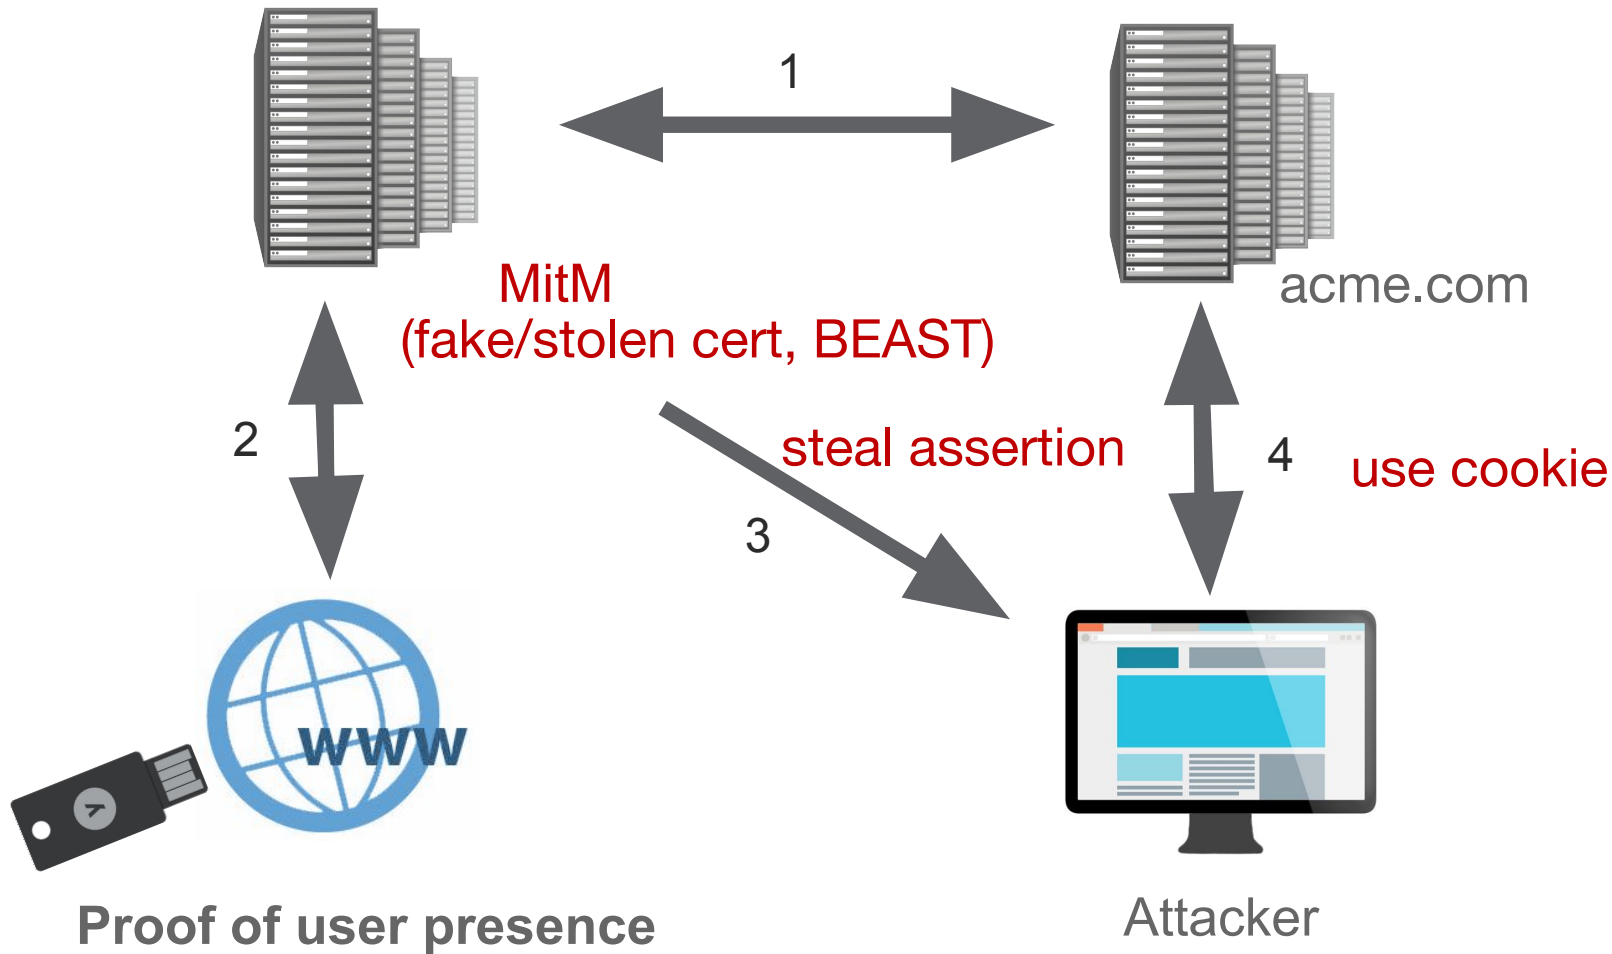 1
MitM
(fake/stolen cert, BEAST)
acme.com
2
steal assertion
4
use cookie
3
www
y
Proof of user presence
Attacker